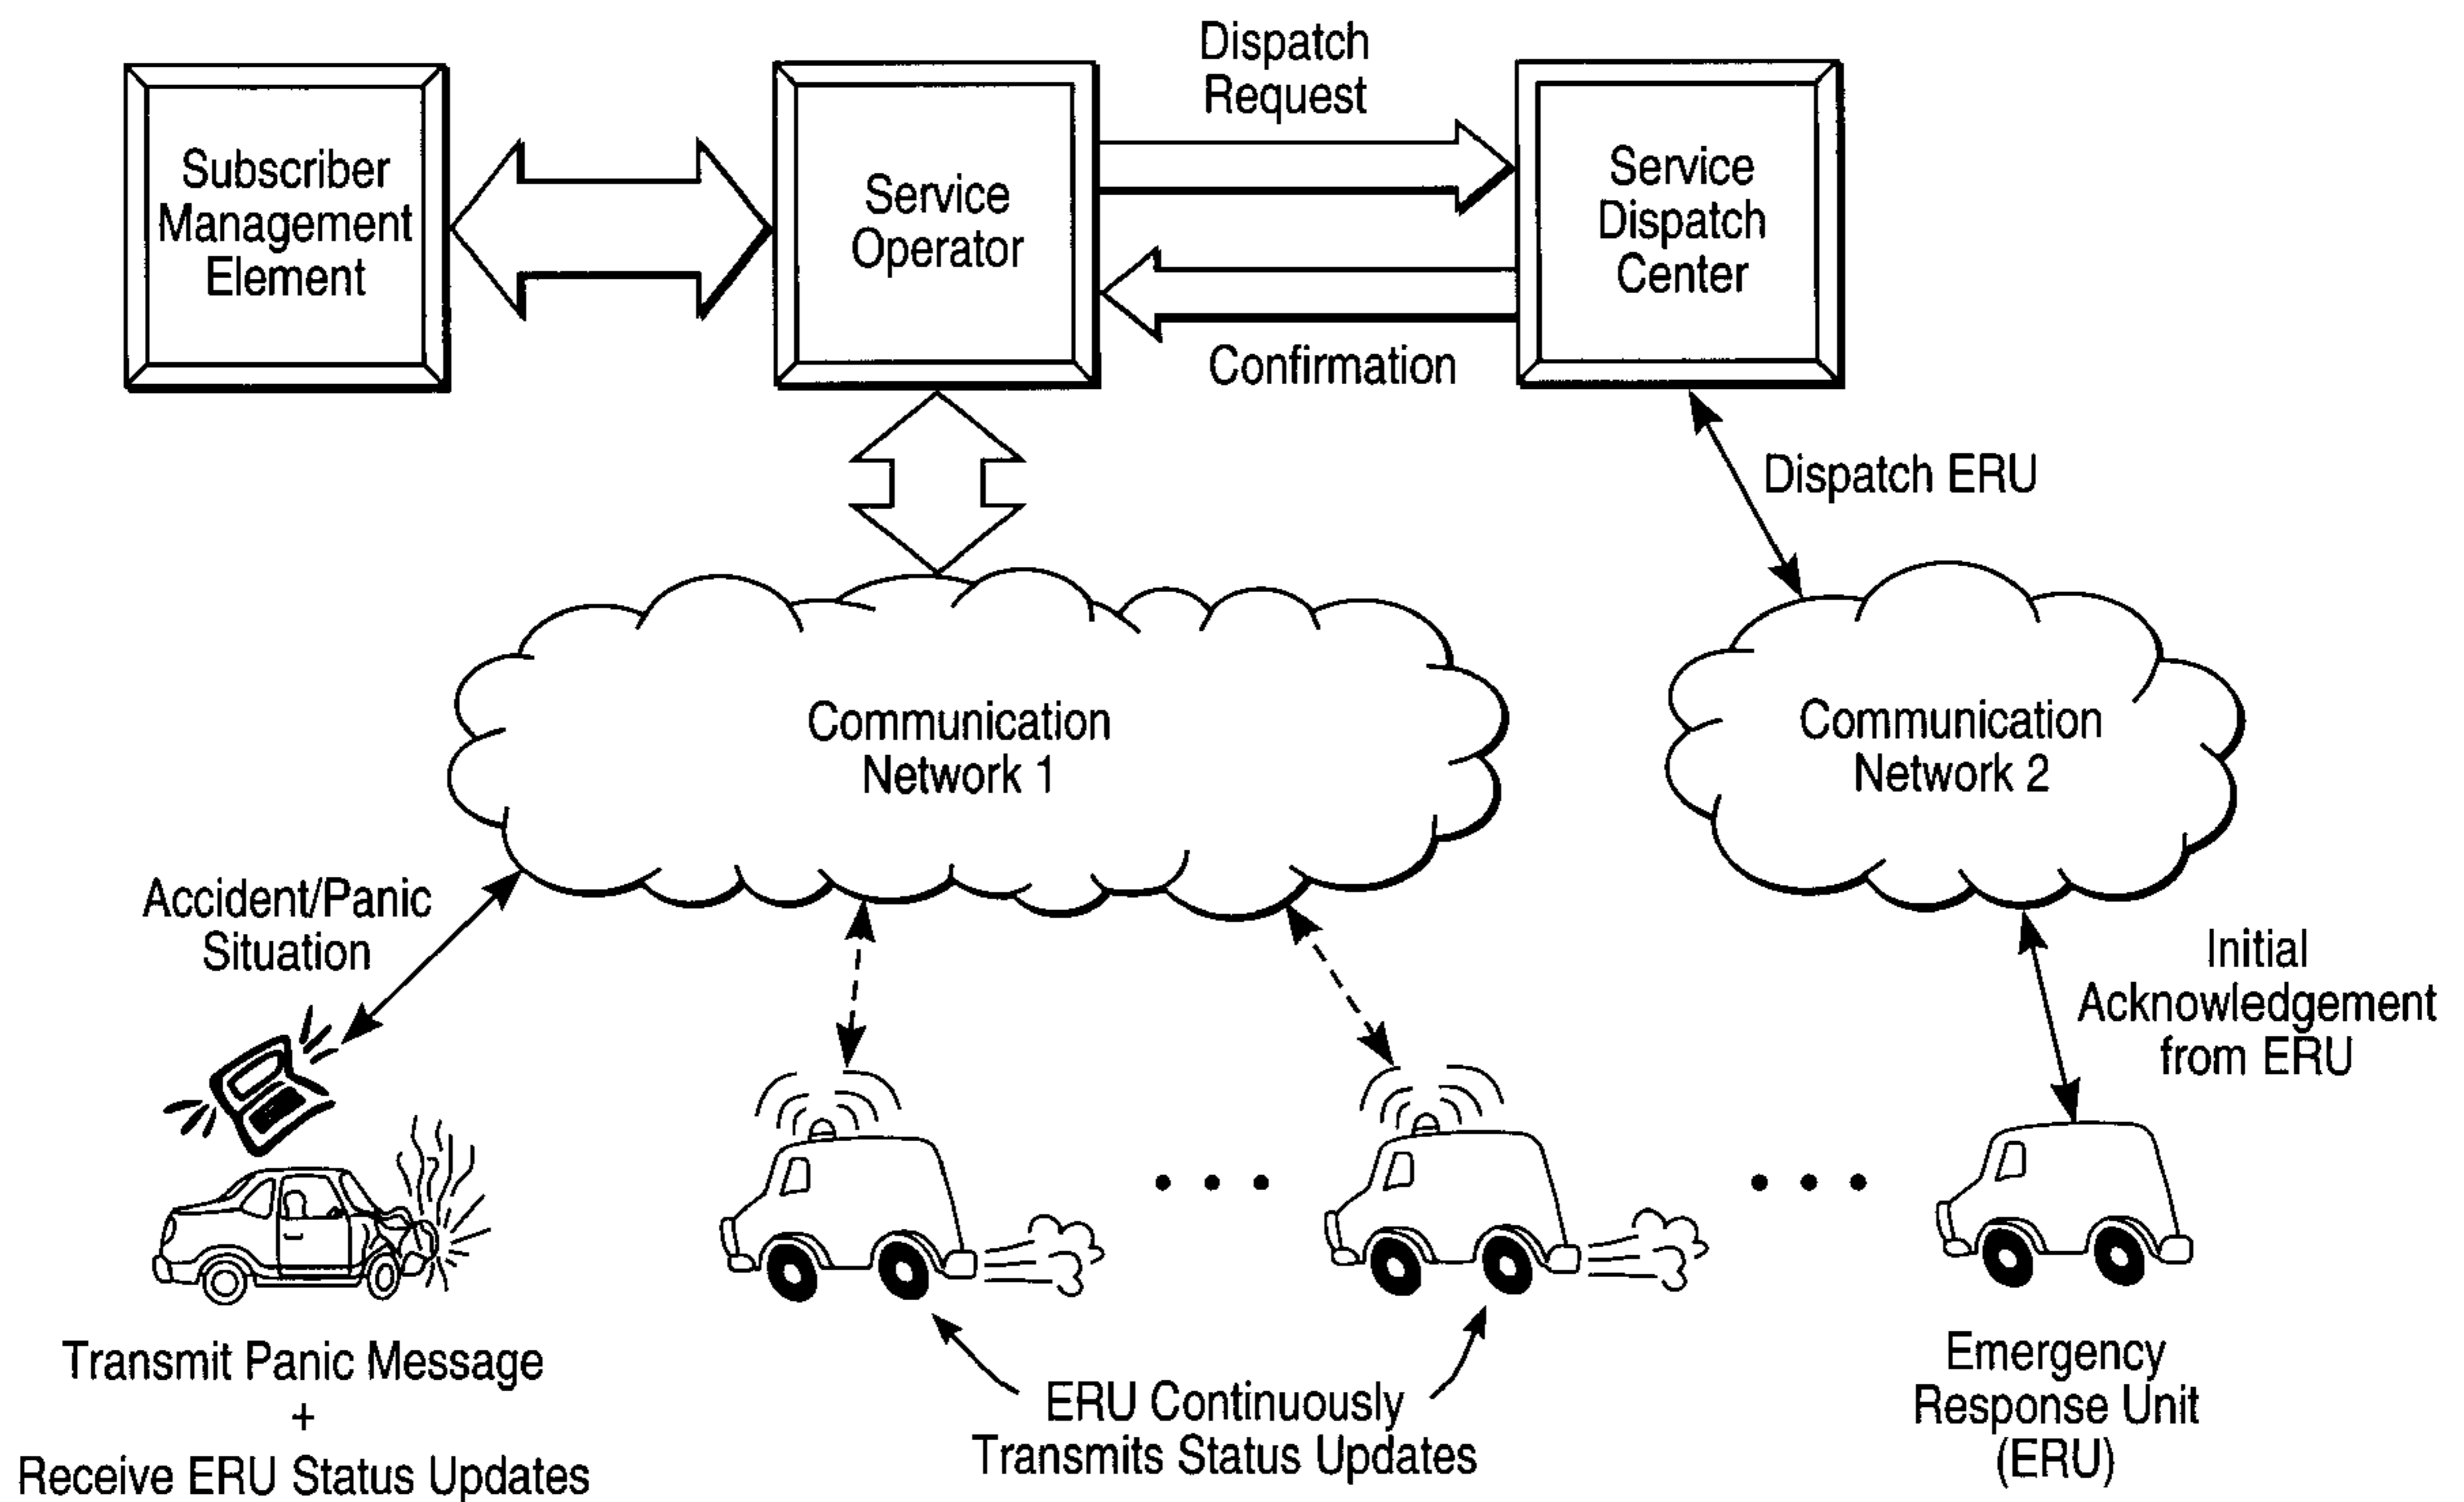 Dispatch
Request
Subscriber
Management
Element
Service
Operator
Service
Dispatch
Center
Confirmation
Dispatch ERU
Communication
Network 1
Communication
Network 2
Accident/Panic
Situation
Initial
Acknowledgement
from ERU
Transmit Panic Message
+
Receive ERU Status Updates
ERU Continuously
Transmits Status Updates
Emergency
Response Unit
(ERU)